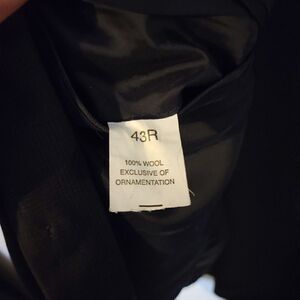 43R
100% WOOL
EXCLUSIVE OF
ORNAMENTATION